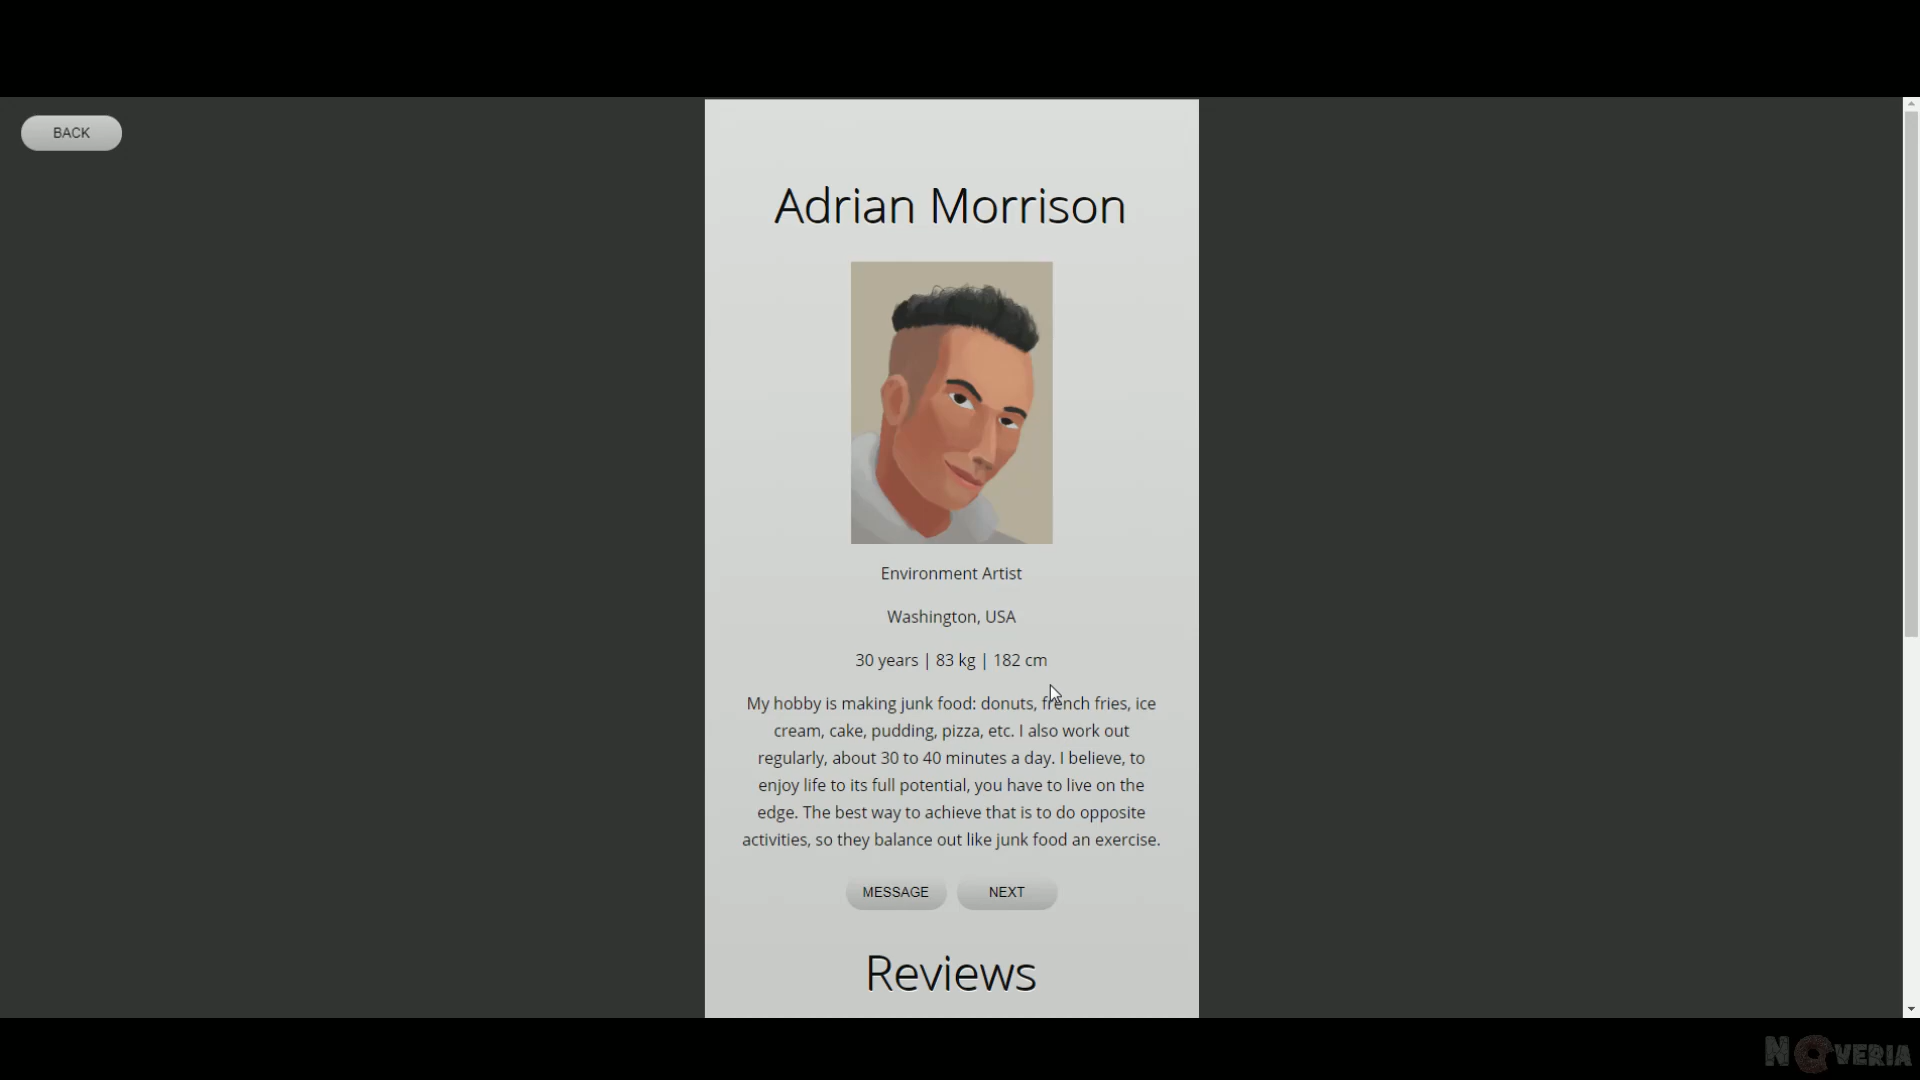 BACK
Adrian Morrison
Environment Artist
Washington, USA
30 years | 83 kg | 182 cm
My hobby is making junk food: donuts, french fries, ice
cream, cake, pudding, pizza, etc. I also work out
regularly, about 30 to 40 minutes a day. I believe, to
enjoy life to its full potential, you have to live on the
edge. The best way to achieve that is to do opposite
activities, so they balance out like junk food an exercise.
MESSAGE NEXT
Reviews
NOVERIA